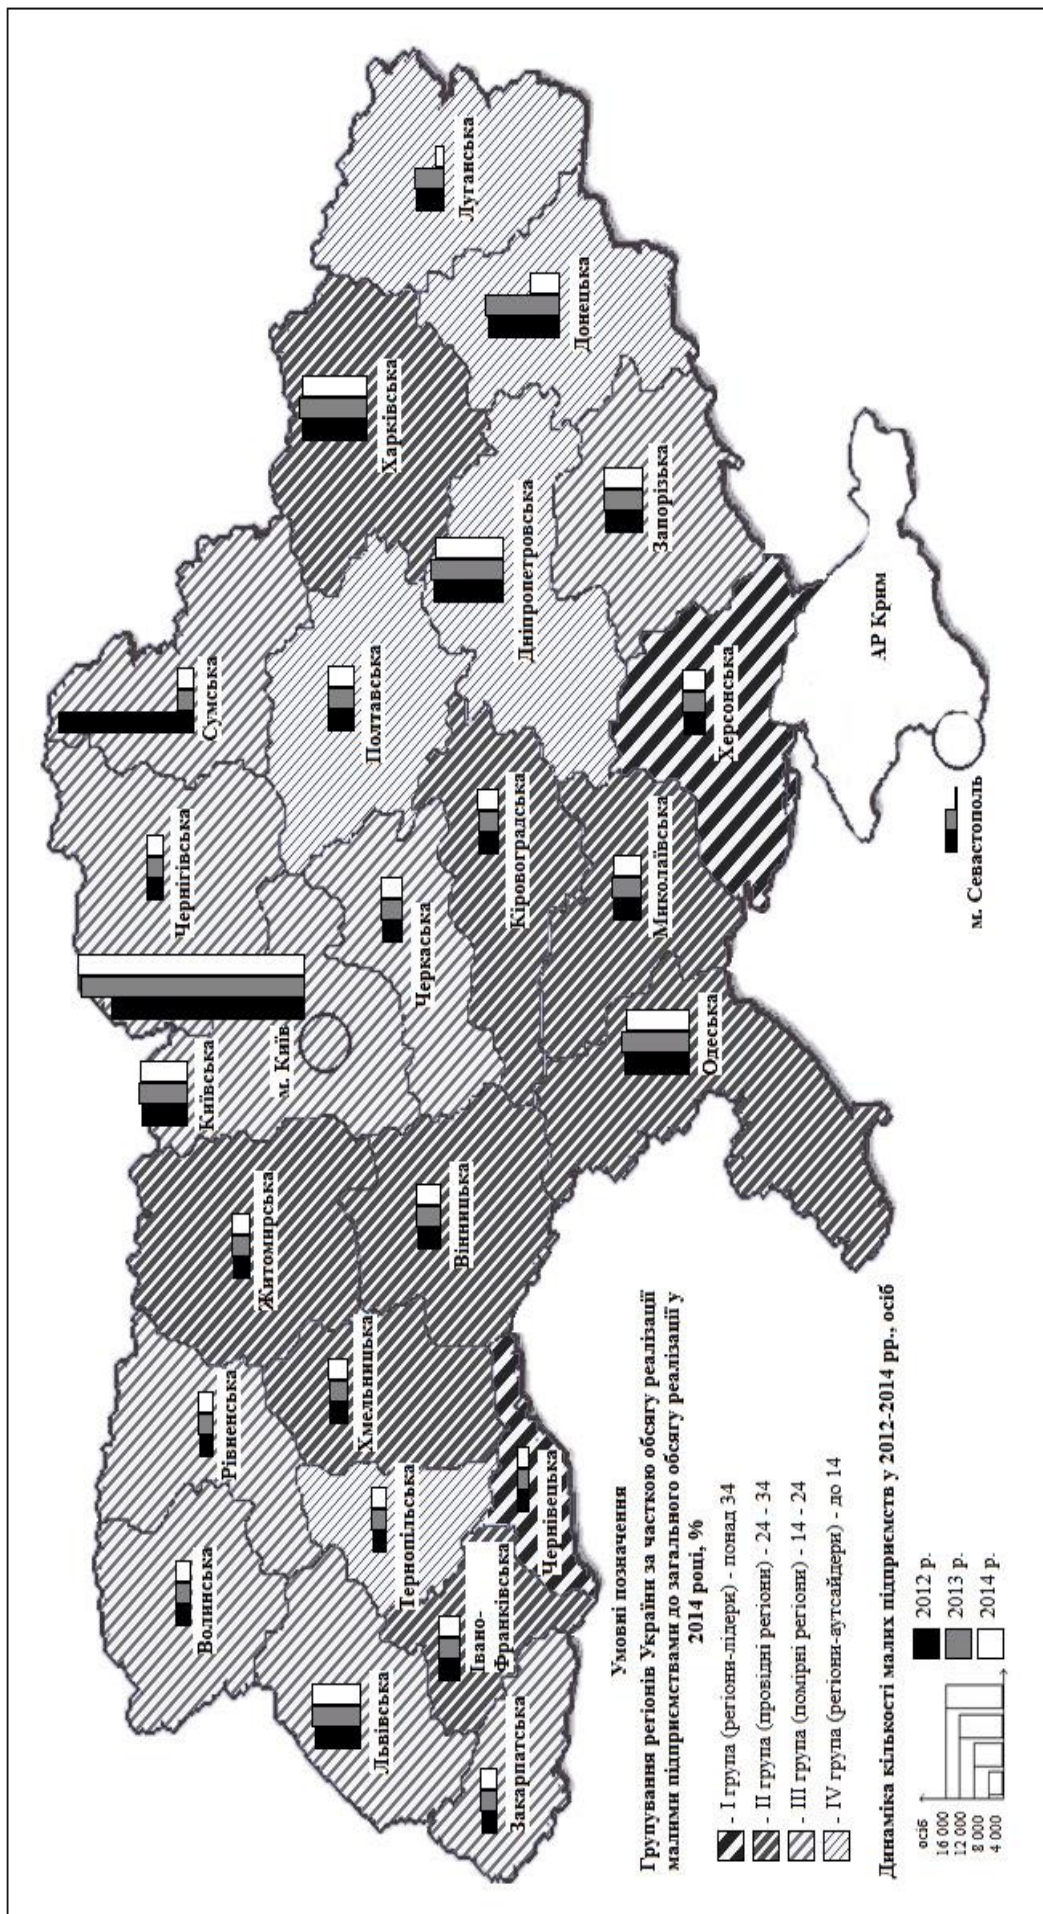 Луганська
Харківська
Донецька
Сумська
Полтавська
Дніпропетровська
Запорізька
Чернігівська
Черкаська
Кіровоградська
Миколаївська
Херсонська
АР Крим
м. Севастополь
Київська
м. Київ
Одеська
Житомирська
Вінницька
Рівненська
Хмельницька
Волинська
Тернопільська
Чернівецька
Івано-
Франківська
Львівська
Закарпатська
Умовні позначення
Групування регіонів України за часткою обсягу реалізації
малими підприємствами до загального обсягу реалізації у
2014 році, %
- I група (регіони-лідери) - понад 34
- II група (провідні регіони) - 24 - 34
- III група (помірні регіони) - 14 - 24
- IV група (регіони-аутсайдери) - до 14
Динаміка кількості малих підприємств у 2012-2014 рр., осіб
осіб
16 000
12 000
8 000
4 000
2012 р.
2013 р.
2014 р.